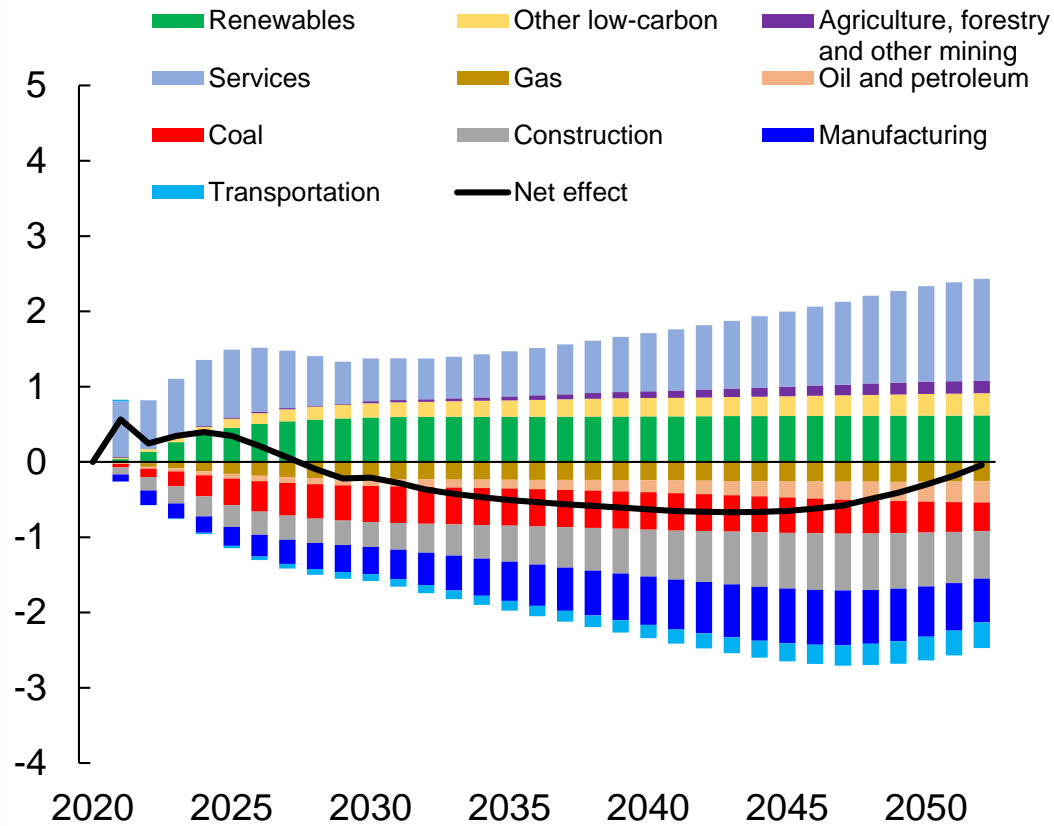 Renewables
Other low-carbon
Agriculture, forestry
and other mining
Services
Gas
Oil and petroleum
Coal
Construction
Manufacturing
Transportation
Net effect
5
4
3
2
1
0
-1
-2
-3
-4
2020 2025 2030 2035 2040 2045 2050